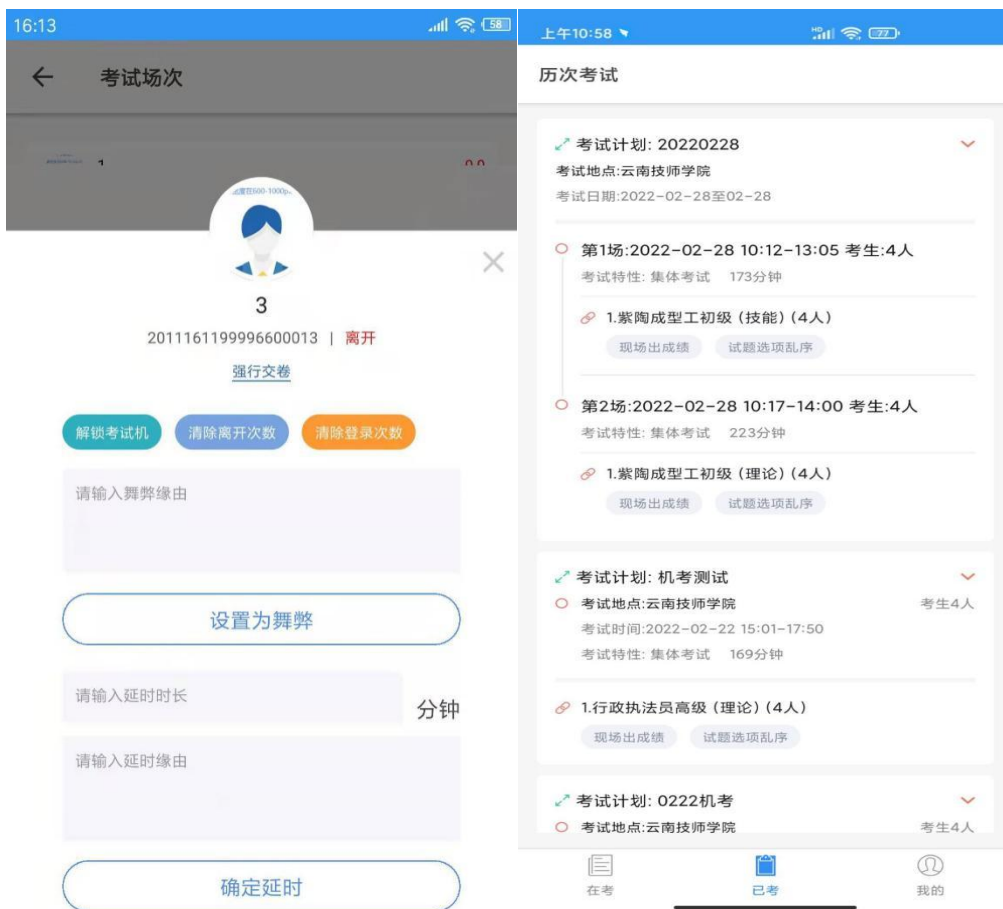 16:13
58
考试场次
1
3
2011161199996600013 | 离开
强行交卷
解锁考试机 清除离开次数 清除登录次数
请输入舞弊缘由
设置为舞弊
请输入延时时长
分钟
请输入延时缘由
确定延时
上午10:58
HD
77
历次考试
考试计划: 20220228
考试地点:云南技师学院
考试日期:2022-02-28至02-28
第1场:2022-02-28 10:12-13:05 考生:4人
考试特性: 集体考试 173分钟
1.紫陶成型工初级 (技能) (4人)
现场出成绩 试题选项乱序
第2场:2022-02-28 10:17-14:00 考生:4人
考试特性: 集体考试 223分钟
1.紫陶成型工初级 (理论) (4人)
现场出成绩 试题选项乱序
考试计划: 机考测试
考试地点:云南技师学院 考生4人
考试时间:2022-02-22 15:01-17:50
考试特性: 集体考试 169分钟
1.行政执法员高级 (理论) (4人)
现场出成绩 试题选项乱序
考试计划: 0222机考
考试地点:云南技师学院 考生4人
在考 已考 我的